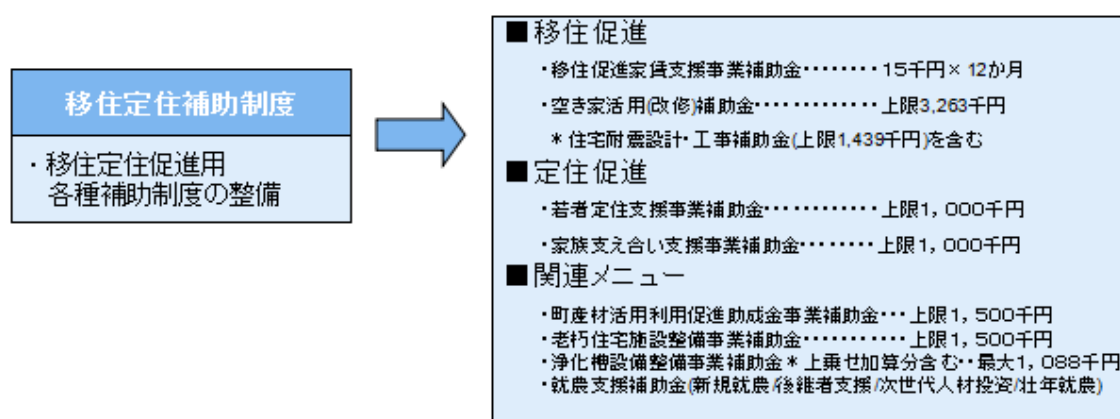 移住定住補助制度
・移住定住促進用
各種補助制度の整備
■移住促進
・移住促進家賃支援事業補助金・・・・・・・・15千円×12か月
・空き家活用(改修)補助金・・・・・・・・・・・・・上限3,263千円
＊住宅耐震設計・工事補助金(上限1,439千円)を含む
■定住促進
・若者定住支援事業補助金・・・・・・・・・・・・上限1，000千円
・家族支え合い支援事業補助金・・・・・・・・上限1，000千円
■関連メニュー
・町産材活用利用促進助成金事業補助金・・・上限1，500千円
・老朽住宅施設整備事業補助金・・・・・・・・・・・上限1，500千円
・浄化槽設備整備事業補助金＊上乗せ加算分含む・・最大1，088千円
・就農支援補助金(新規就農/後継者支援/次世代人材投資/壮年就農)